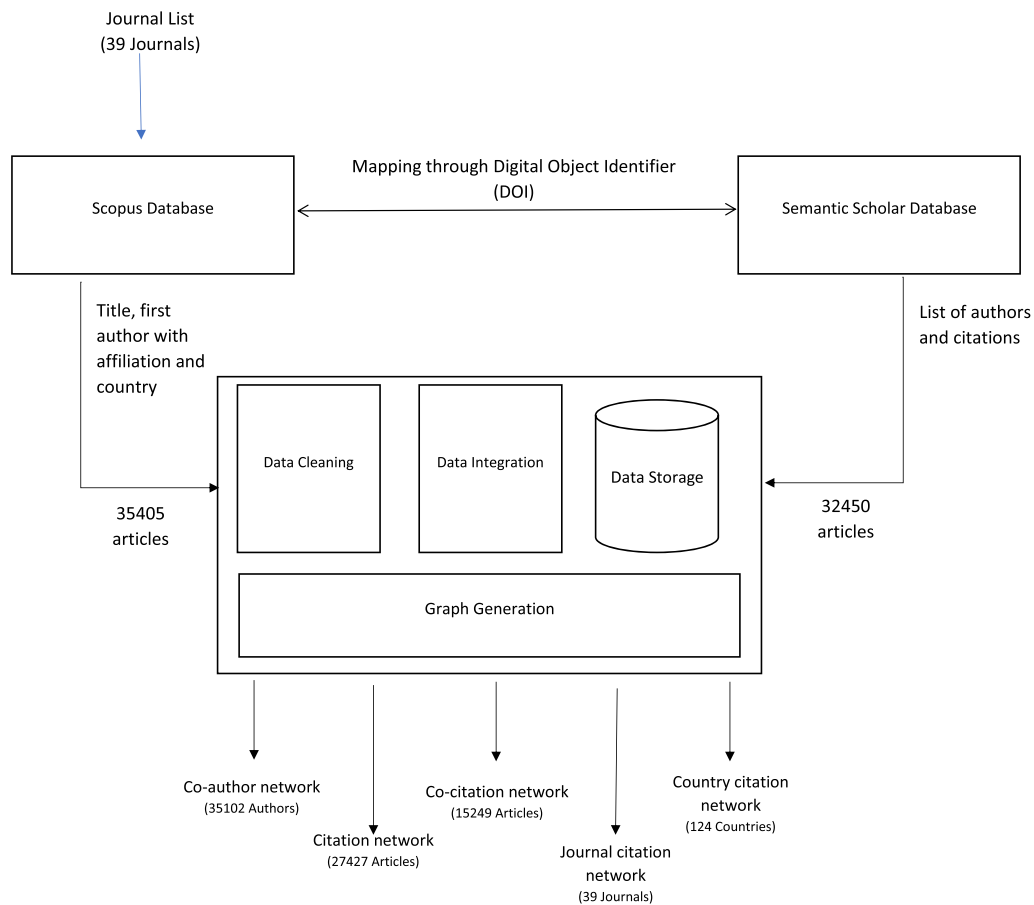 Journal List
(39 Journals)
Mapping through Digital Object Identifier
(DOI)
Scopus Database
Semantic Scholar Database
Title, first
author with
affiliation and
country
List of authors
and citations
Data Cleaning
Data Integration
Data Storage
35405
articles
32450
articles
Graph Generation
Co-author network
(35102 Authors)
Citation network
(27427 Articles)
Co-citation network
(15249 Articles)
Journal citation
network
(39 Journals)
Country citation
network
(124 Countries)